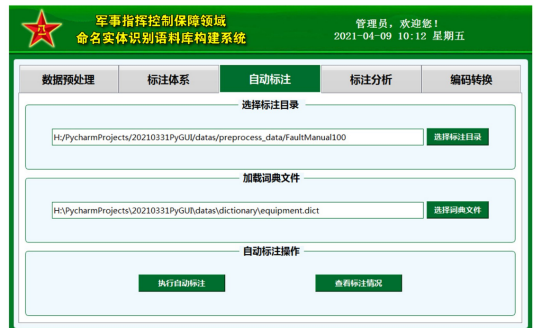 八一
军事指挥控制保障领域
命名实体识别语料库构建系统
管理员，欢迎您！
2021-04-09 10:12 星期五
数据预处理 标注体系 自动标注 标注分析 编码转换
选择标注目录
H:/PycharmProjects/20210331PyGUI/datas/preprocess_data/FaultManual100 选择标注目录
加载词典文件
H:\PycharmProjects\20210331PyGUI\datas\dictionary\equipment.dict 选择词典文件
自动标注操作
执行自动标注 查看标注情况